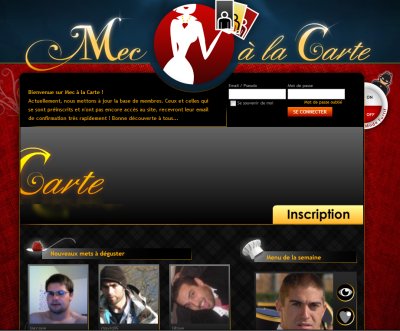 Mec à la Carte
Bienvenue sur Mec à la Carte !
Actuellement, nous mettons à jour la base de membres. Ceux et celles qui
se sont préinscrits et n'ont pas encore accès au site, recevront leur email
de confirmation très rapidement ! Bonne découverte à tous...
Email / Pseudo
Mot de passe
Se souvenir de moi
Mot de passe oublié
SE CONNECTER
ON
OFF
Carte
Inscription
Nouveaux mets à déguster
Menu de la semaine